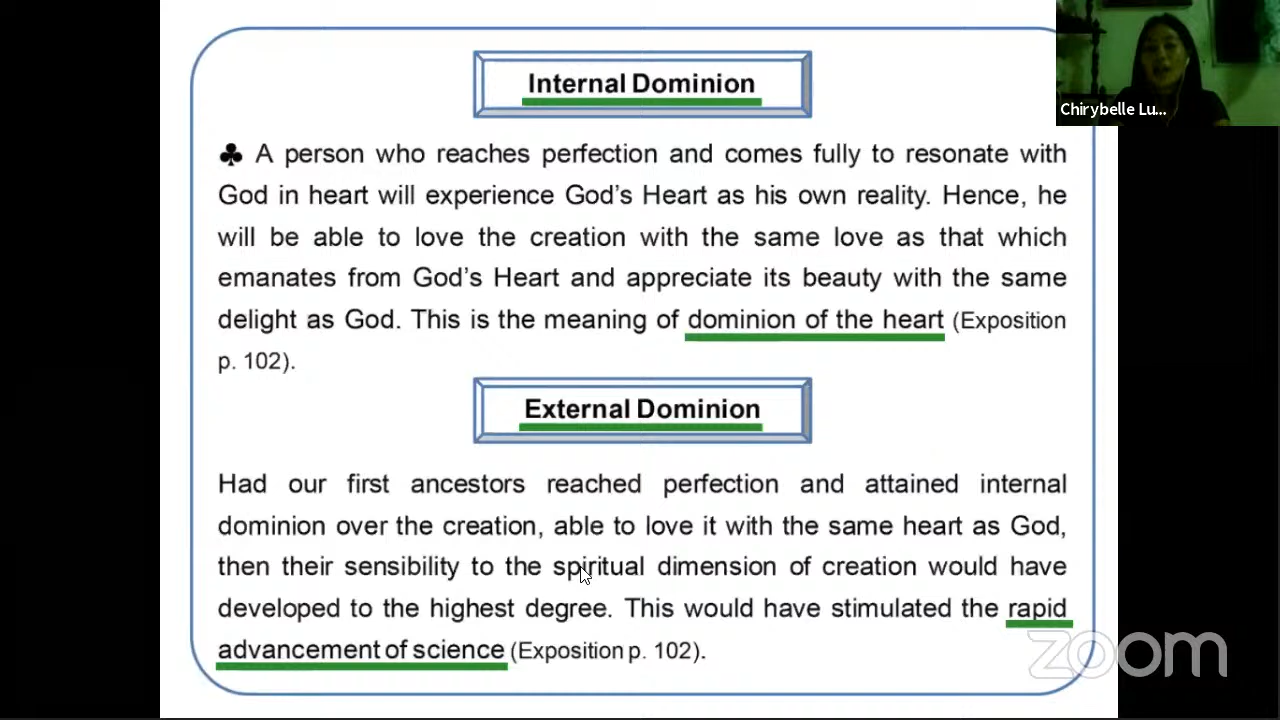 Internal Dominion
Chirybelle Lu...
♣ A person who reaches perfection and comes fully to resonate with
God in heart will experience God's Heart as his own reality. Hence, he
will be able to love the creation with the same love as that which
emanates from God's Heart and appreciate its beauty with the same
delight as God. This is the meaning of dominion of the heart (Exposition
p. 102).
External Dominion
Had our first ancestors reached perfection and attained internal
dominion over the creation, able to love it with the same heart as God,
then their sensibility to the spiritual dimension of creation would have
developed to the highest degree. This would have stimulated the rapid
advancement of science (Exposition p. 102).
zoom